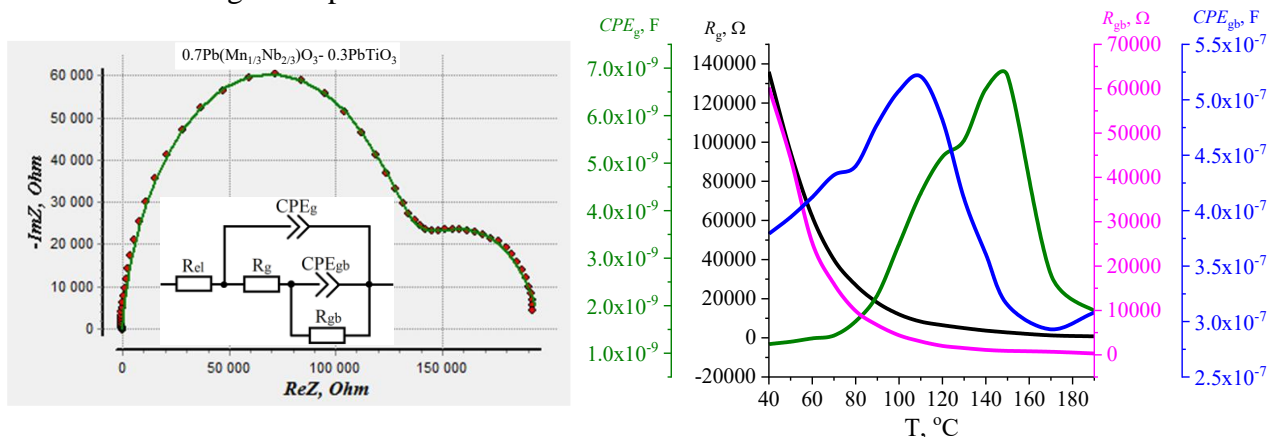 0.7Pb(Mn1/3Nb2/3)O3- 0.3PbTiO3
60 000
50 000
40 000
30 000
20 000
10 000
0
-ImZ, Ohm
CPEg
Rel
Rg
CPEgb
Rgb
0
50 000
100 000
150 000
ReZ, Ohm
CPEg, F
7.0x10-9
6.0x10-9
5.0x10-9
4.0x10-9
3.0x10-9
2.0x10-9
1.0x10-9
Rg, Ω
140000
120000
100000
80000
60000
40000
20000
0
-20000
40
60
80
100
120
140
160
180
T, oC
Rgb, Ω
70000
60000
50000
40000
30000
20000
10000
0
CPEgb, F
5.5x10-7
5.0x10-7
4.5x10-7
4.0x10-7
3.5x10-7
3.0x10-7
2.5x10-7